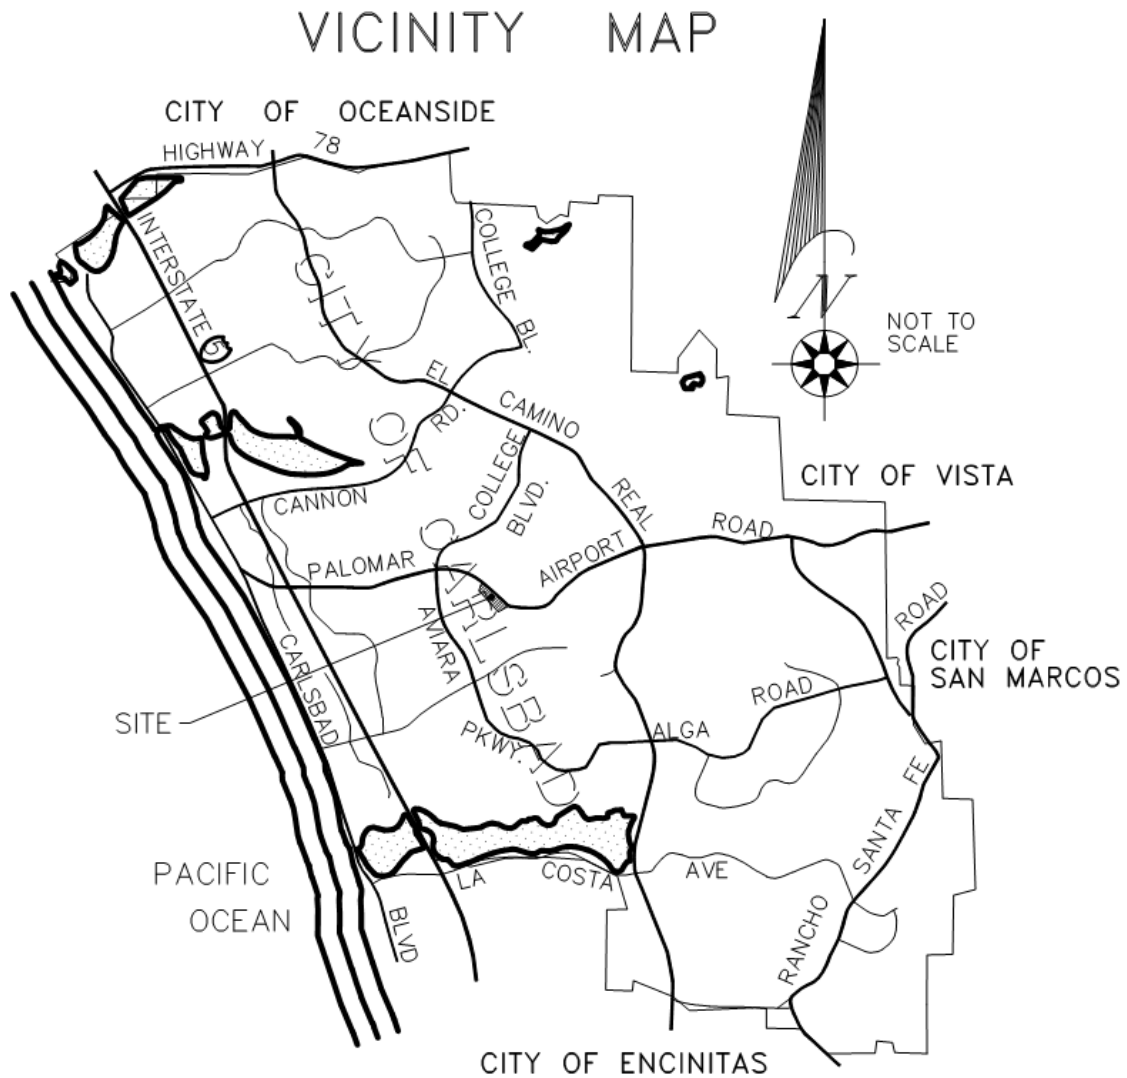 VICINITY MAP
CITY OF OCEANSIDE
HIGHWAY 78
INTERSTATE 5
COLLEGE BL.
N
NOT TO
SCALE
CITY OF CARLSBAD
EL CAMINO REAL
CANNON RD.
COLLEGE
BLVD.
CITY OF VISTA
PALOMAR AIRPORT ROAD
ROAD
CITY OF
SAN MARCOS
AMARA
PKWY.
CARLSBAD
BLVD
SITE
ALGA ROAD
RANCHO SANTA FE
PACIFIC
OCEAN
LA COSTA AVE
CITY OF ENCINITAS